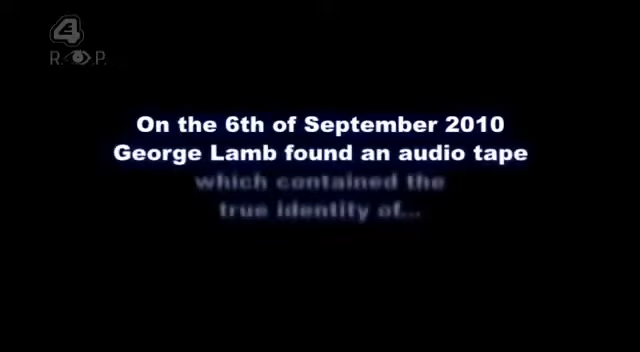 4
R. P.
On the 6th of September 2010
George Lamb found an audio tape
which contained the
true identity of...